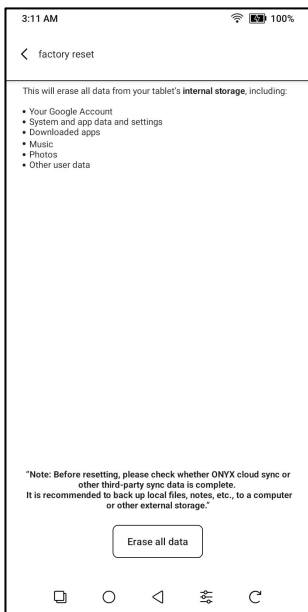 3:11 AM 100%
factory reset
This will erase all data from your tablet's internal storage, including:
• Your Google Account
• System and app data and settings
• Downloaded apps
• Music
• Photos
• Other user data
"Note: Before resetting, please check whether ONYX cloud sync or
other third-party sync data is complete.
It is recommended to back up local files, notes, etc., to a computer
or other external storage."
Erase all data